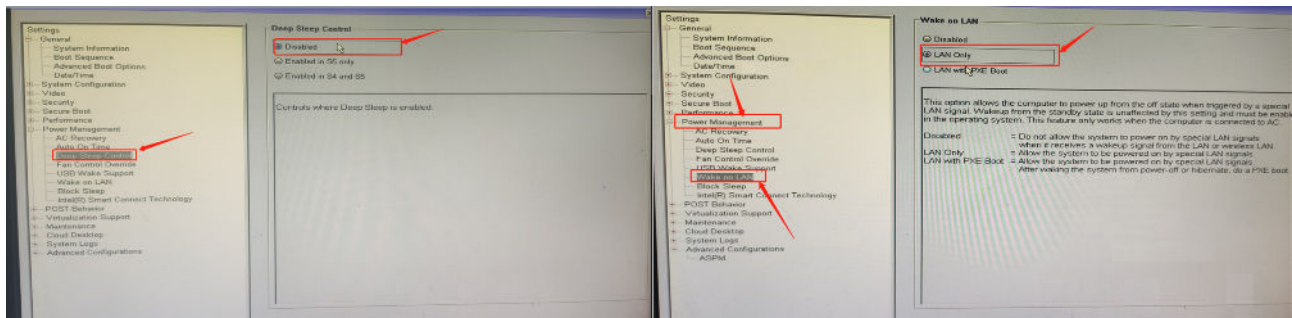 Settings
General
System Information
Boot Sequence
Advanced Boot Options
Date/Time
System Configuration
Video
Security
Secure Boot
Performance
Power Management
AC Recovery
Auto On Time
Deep Sleep Control
Fan Control Override
USB Wake Support
Wake on LAN
Block Sleep
Intel(R) Smart Connect Technology
POST Behavior
Virtualization Support
Maintenance
Cloud Desktop
System Logs
Advanced Configurations
Deep Sleep Control
Disabled
Enabled in S5 only
Enabled in S4 and S5
Controls where Deep Sleep is enabled.
Settings
General
System Information
Boot Sequence
Advanced Boot Options
Date/Time
System Configuration
Video
Security
Secure Boot
Performance
Power Management
AC Recovery
Auto On Time
Deep Sleep Control
Fan Control Override
USB Wake Support
Wake on LAN
Block Sleep
Intel(R) Smart Connect Technology
POST Behavior
Virtualization Support
Maintenance
Cloud Desktop
System Logs
Advanced Configurations
ASPM
Wake on LAN
Disabled
LAN Only
LAN with PXE Boot
This option allows the computer to power up from the off state when triggered by a special
LAN signal. Wakeup from the standby state is unaffected by this setting and must be enabl
in the operating system. This feature only works when the computer is connected to AC.
Disabled = Do not allow the system to power on by special LAN signals
when it receives a wakeup signal from the LAN or wireless LAN.
LAN Only = Allow the system to be powered on by special LAN signals.
LAN with PXE Boot = Allow the system to be powered on by special LAN signals.
After waking the system from power-off or hibernate, do a PXE boot